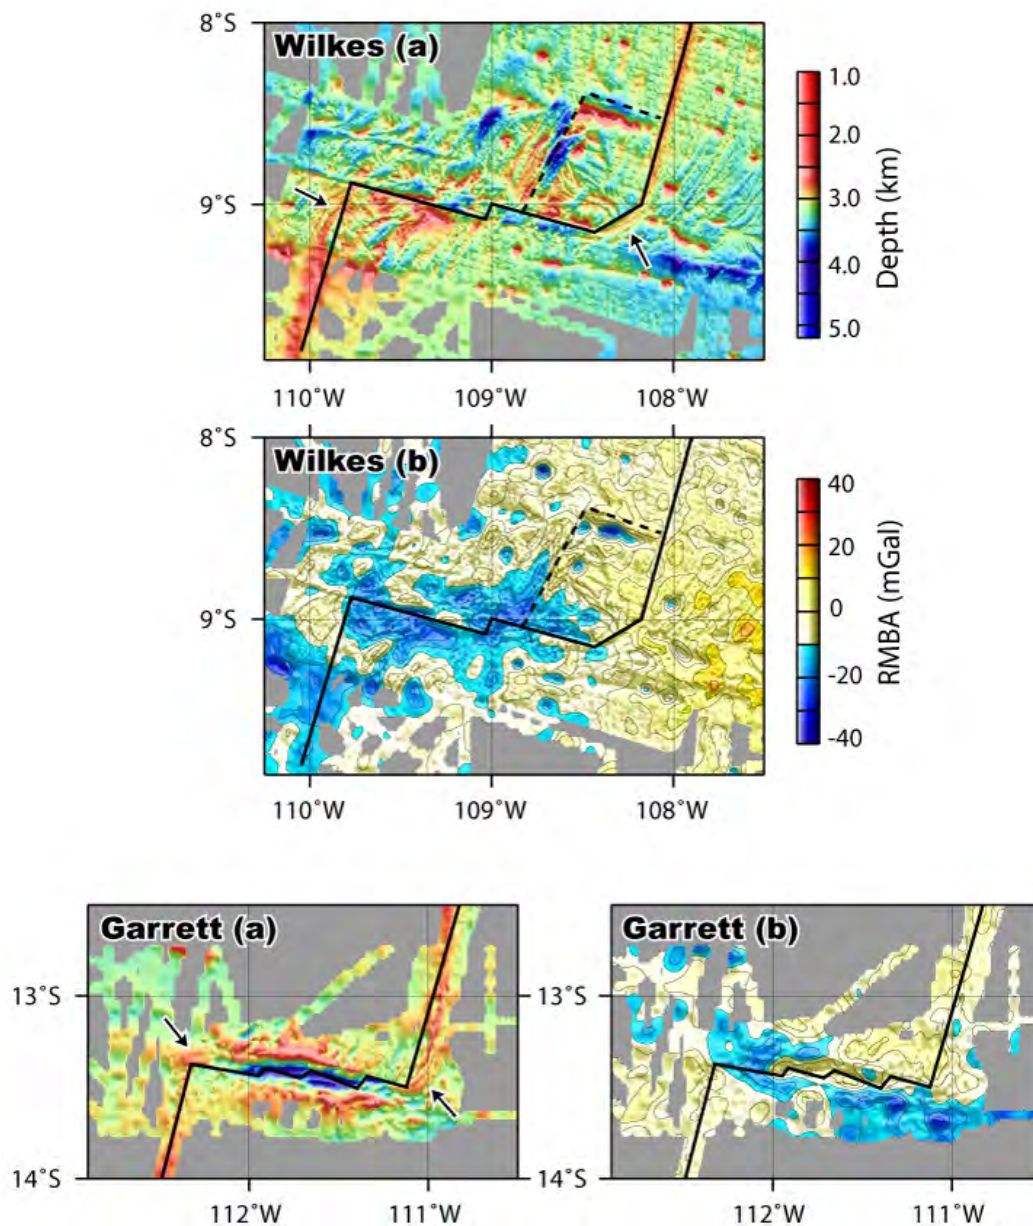 8°S
Wilkes (a)
9°S
110°W 109°W 108°W
1.0
2.0
3.0
4.0
5.0
Depth (km)
8°S
Wilkes (b)
9°S
110°W 109°W 108°W
40
20
0
-20
-40
RMBA (mGal)
Garrett (a)
13°S
14°S
112°W 111°W
Garrett (b)
13°S
14°S
112°W 111°W